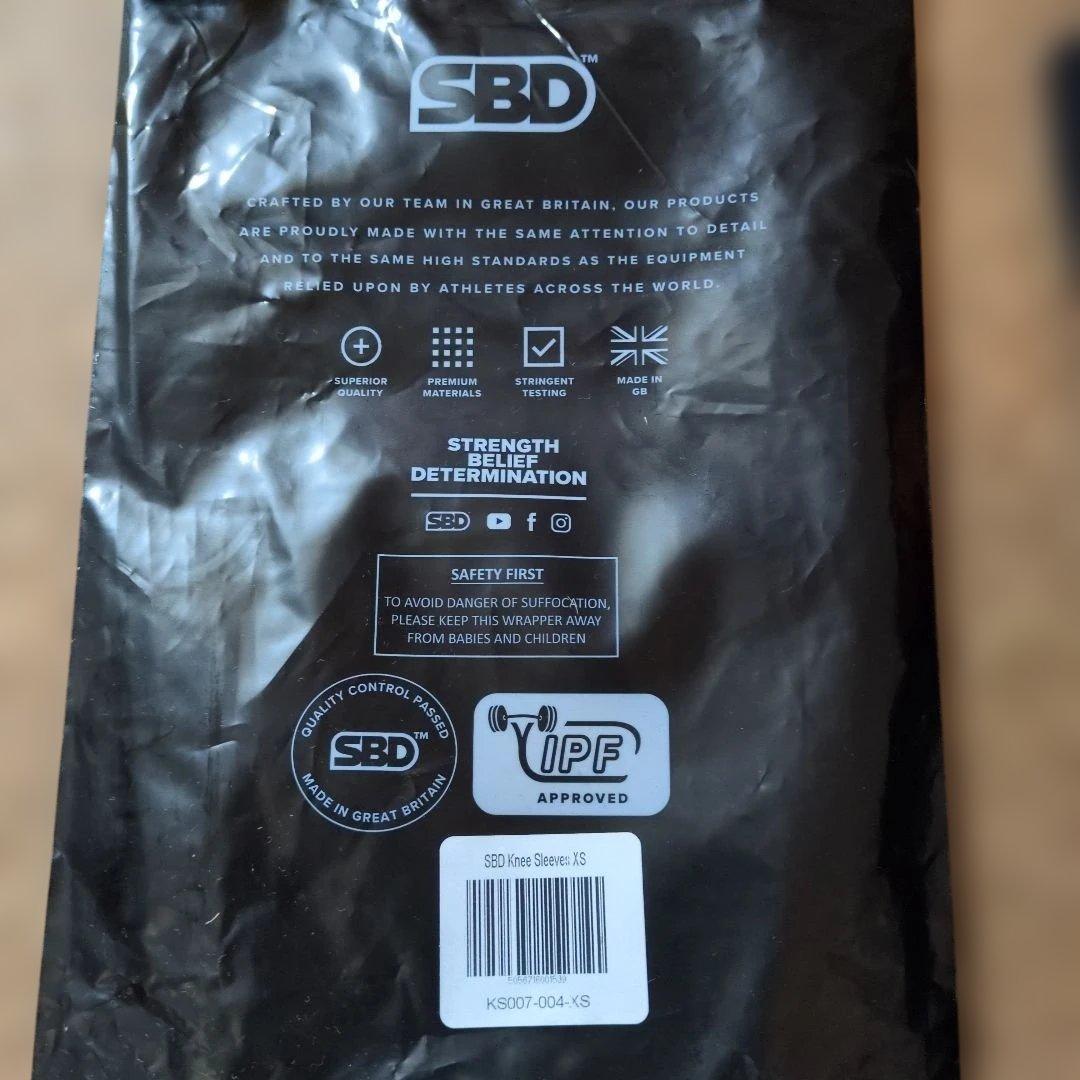 SBD™
CRAFTED BY OUR TEAM IN GREAT BRITAIN, OUR PRODUCTS
ARE PROUDLY MADE WITH THE SAME ATTENTION TO DETAIL
AND TO THE SAME HIGH STANDARDS AS THE EQUIPMENT
RELIED UPON BY ATHLETES ACROSS THE WORLD.
SUPERIOR
QUALITY
PREMIUM
MATERIALS
STRINGENT
TESTING
MADE IN
GB
STRENGTH
BELIEF
DETERMINATION
SBD
SAFETY FIRST
TO AVOID DANGER OF SUFFOCATION,
PLEASE KEEP THIS WRAPPER AWAY
FROM BABIES AND CHILDREN
QUALITY CONTROL PASSED
SBD™
MADE IN GREAT BRITAIN
IPF
APPROVED
SBD Knee Sleeves XS
KS007-004-XS